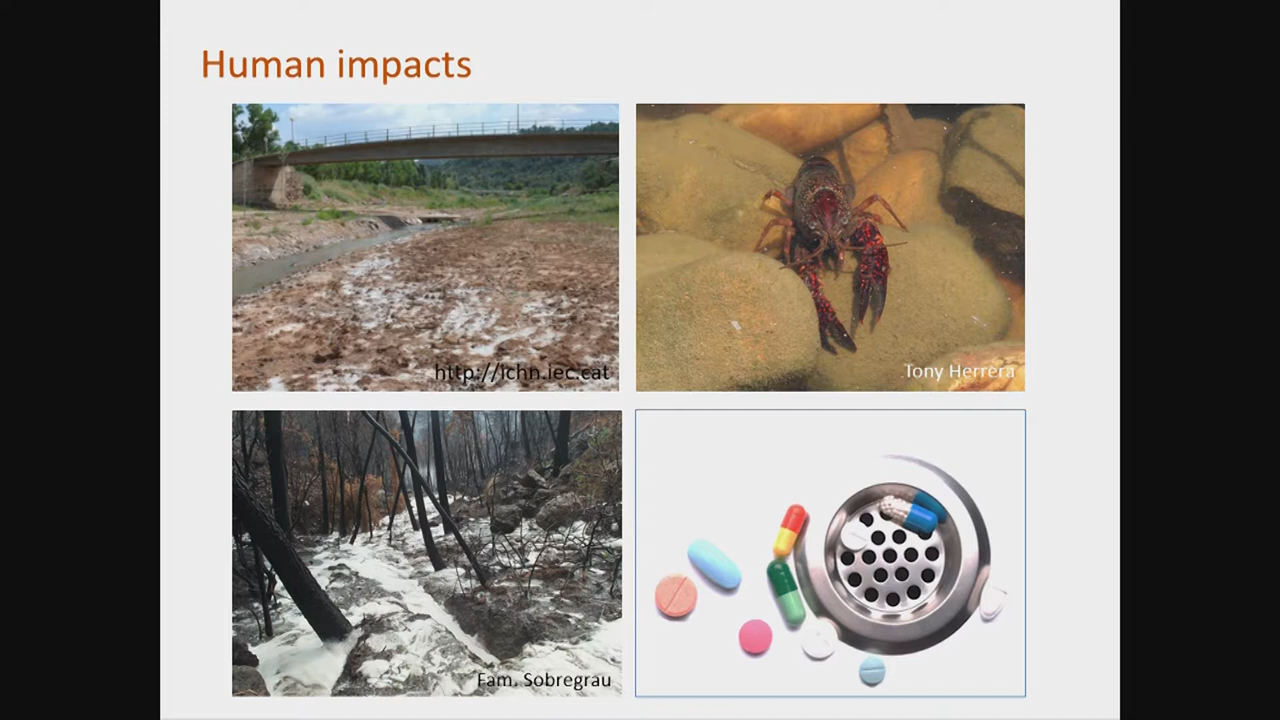 Human impacts
http://ichn.iec.cat
Tony Herrera
Fam. Sobregrau